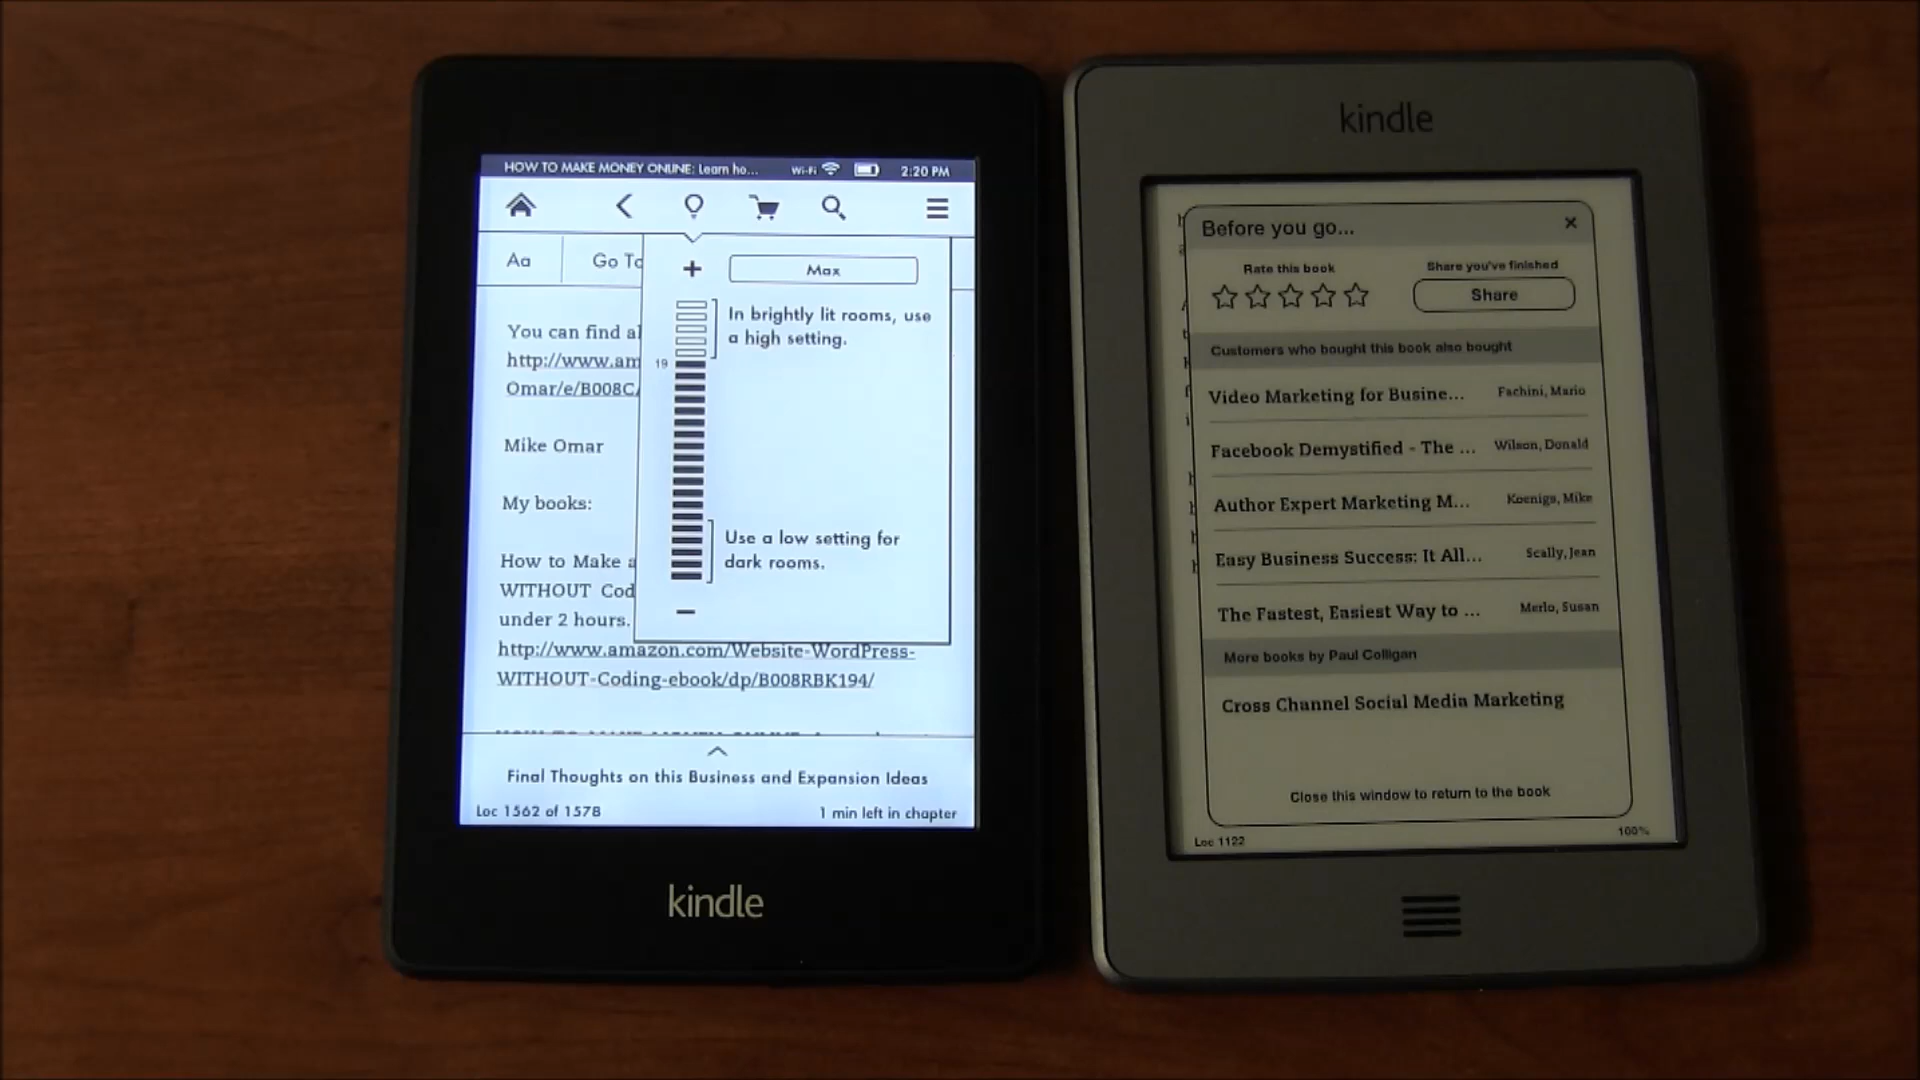 HOW TO MAKE MONEY ONLINE: Learn ho... Wi-Fi 2:20 PM
Aa Go To
+ Max
In brightly lit rooms, use
a high setting.
19
Use a low setting for
dark rooms.
You can find al
http://www.am
Omar/e/B008C
Mike Omar
My books:
How to Make a
WITHOUT Cod
under 2 hours.
http://www.amazon.com/Website-WordPress-
WITHOUT-Coding-ebook/dp/B008RBK194/
Final Thoughts on this Business and Expansion Ideas
Loc 1562 of 1578 1 min left in chapter
kindle
kindle
Before you go...
Rate this book Share you've finished
Share
Customers who bought this book also bought
Video Marketing for Busine... Fachini, Mario
Facebook Demystified - The ... Wilson, Donald
Author Expert Marketing M... Koenigs, Mike
Easy Business Success: It All... Scally, Jean
The Fastest, Easiest Way to ... Merlo, Susan
More books by Paul Colligan
Cross Channel Social Media Marketing
Close this window to return to the book
Loc 1122 100%